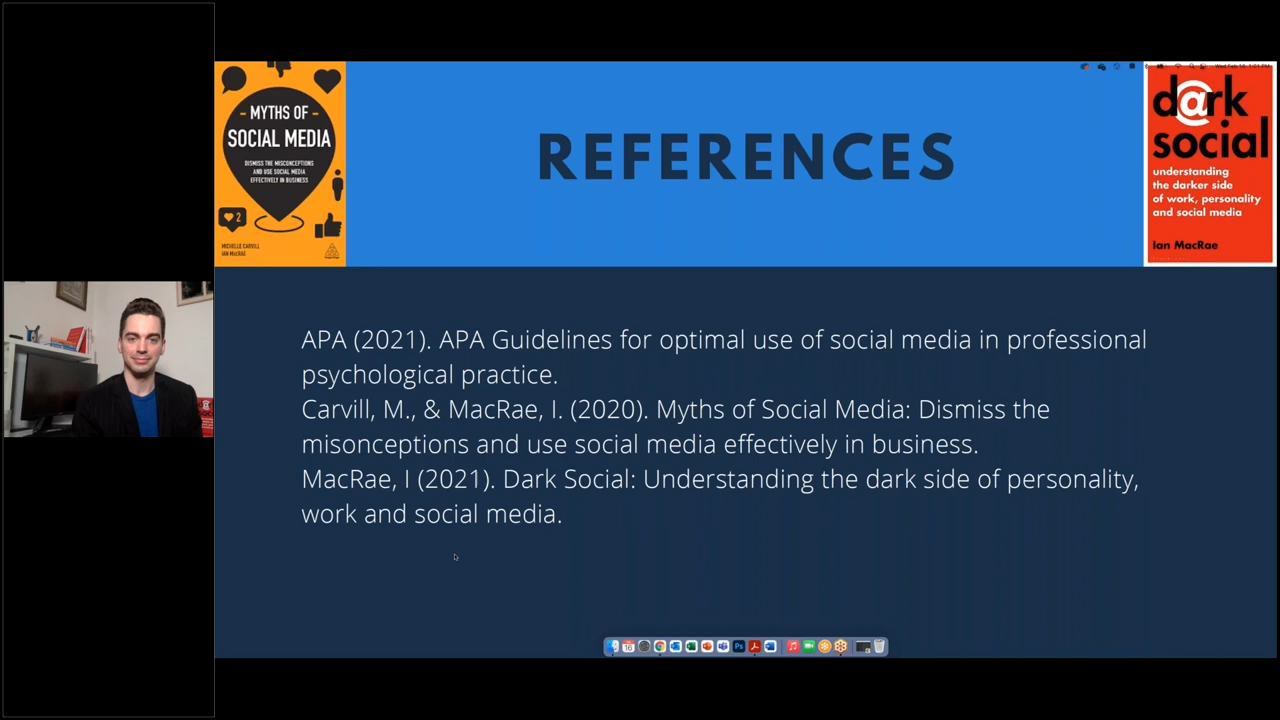 MYTHS OF
SOCIAL MEDIA
DISMISS THE MISCONCEPTIONS
AND USE SOCIAL MEDIA
EFFECTIVELY IN BUSINESS
2
MICHELLE CARVILL
IAN MACRAE
REFERENCES
d@rk
social
understanding
the darker side
of work, personality
and social media
Ian MacRae
APA (2021). APA Guidelines for optimal use of social media in professional
psychological practice.
Carvill, M., & MacRae, I. (2020). Myths of Social Media: Dismiss the
misconceptions and use social media effectively in business.
MacRae, I (2021). Dark Social: Understanding the dark side of personality,
work and social media.
Ps